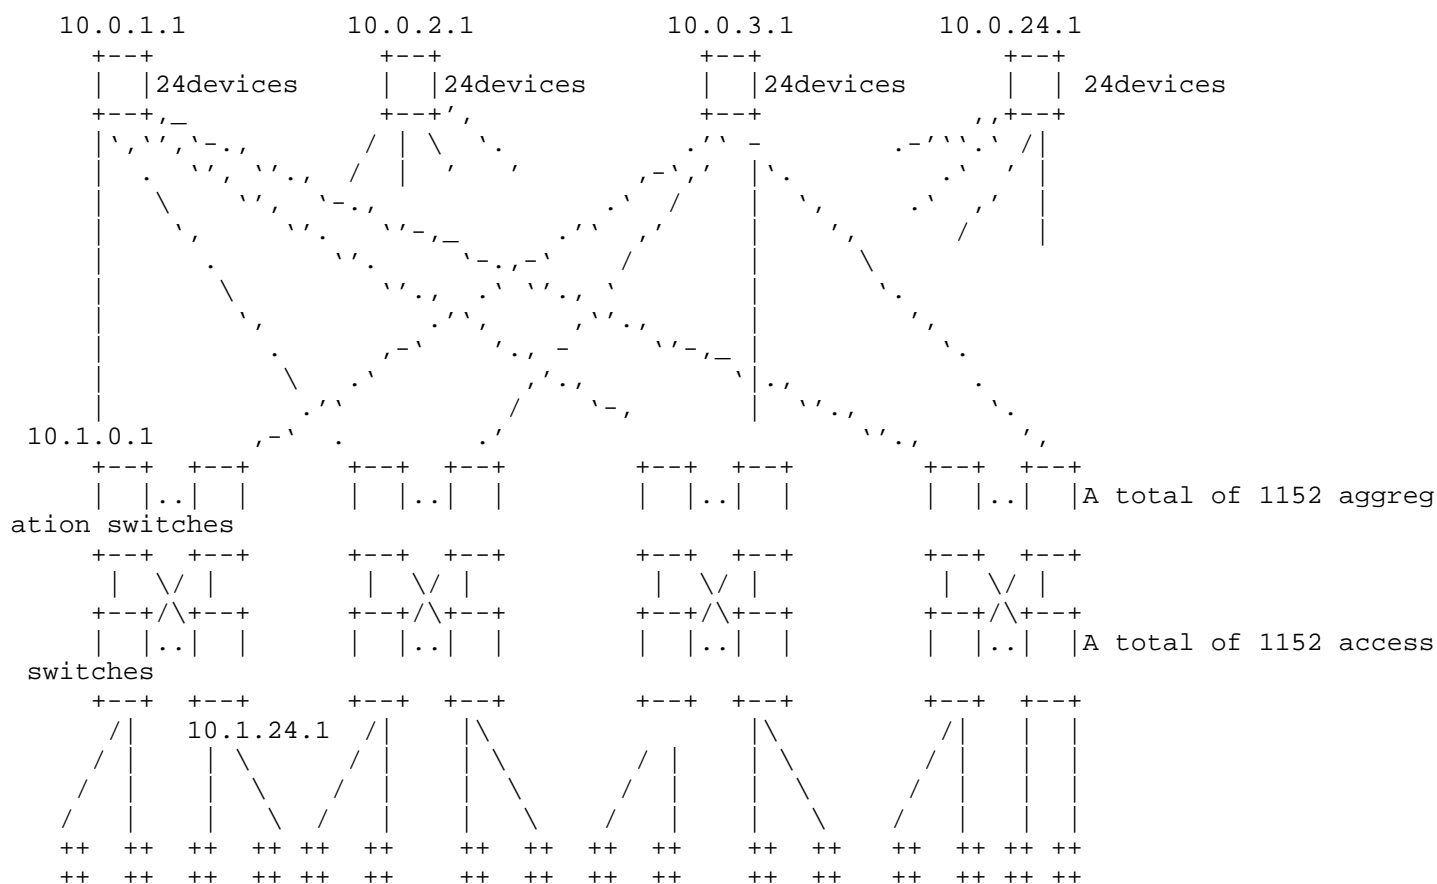 10.0.1.1 10.0.2.1 10.0.3.1 10.0.24.1
24devices 24devices 24devices 24devices
10.1.0.1
A total of 1152 aggreg
ation switches
A total of 1152 access
switches
10.1.24.1